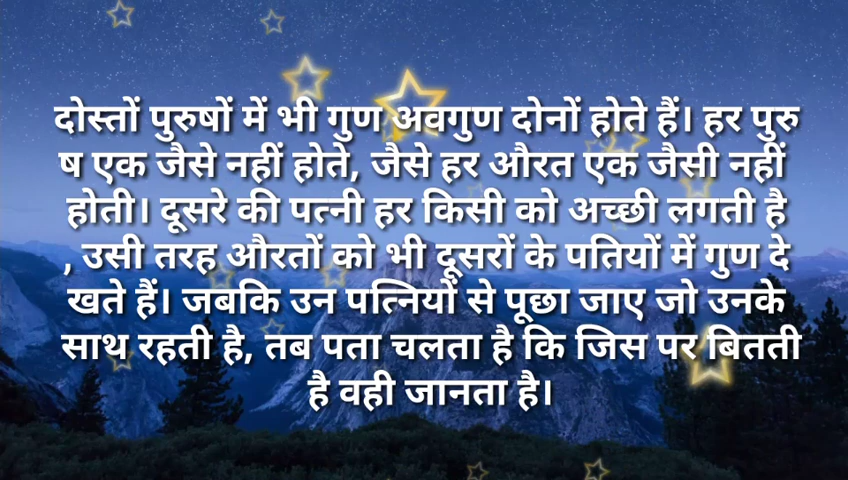 दोस्तों पुरुषों में भी गुण अवगुण दोनों होते हैं। हर पुरु
ष एक जैसे नहीं होते, जैसे हर औरत एक जैसी नहीं
होती। दूसरे की पत्नी हर किसी को अच्छी लगती है
, उसी तरह औरतों को भी दूसरों के पतियों में गुण दे
खते हैं। जबकि उन पत्नियों से पूछा जाए जो उनके
साथ रहती है, तब पता चलता है कि जिस पर बितती
है वही जानता है।